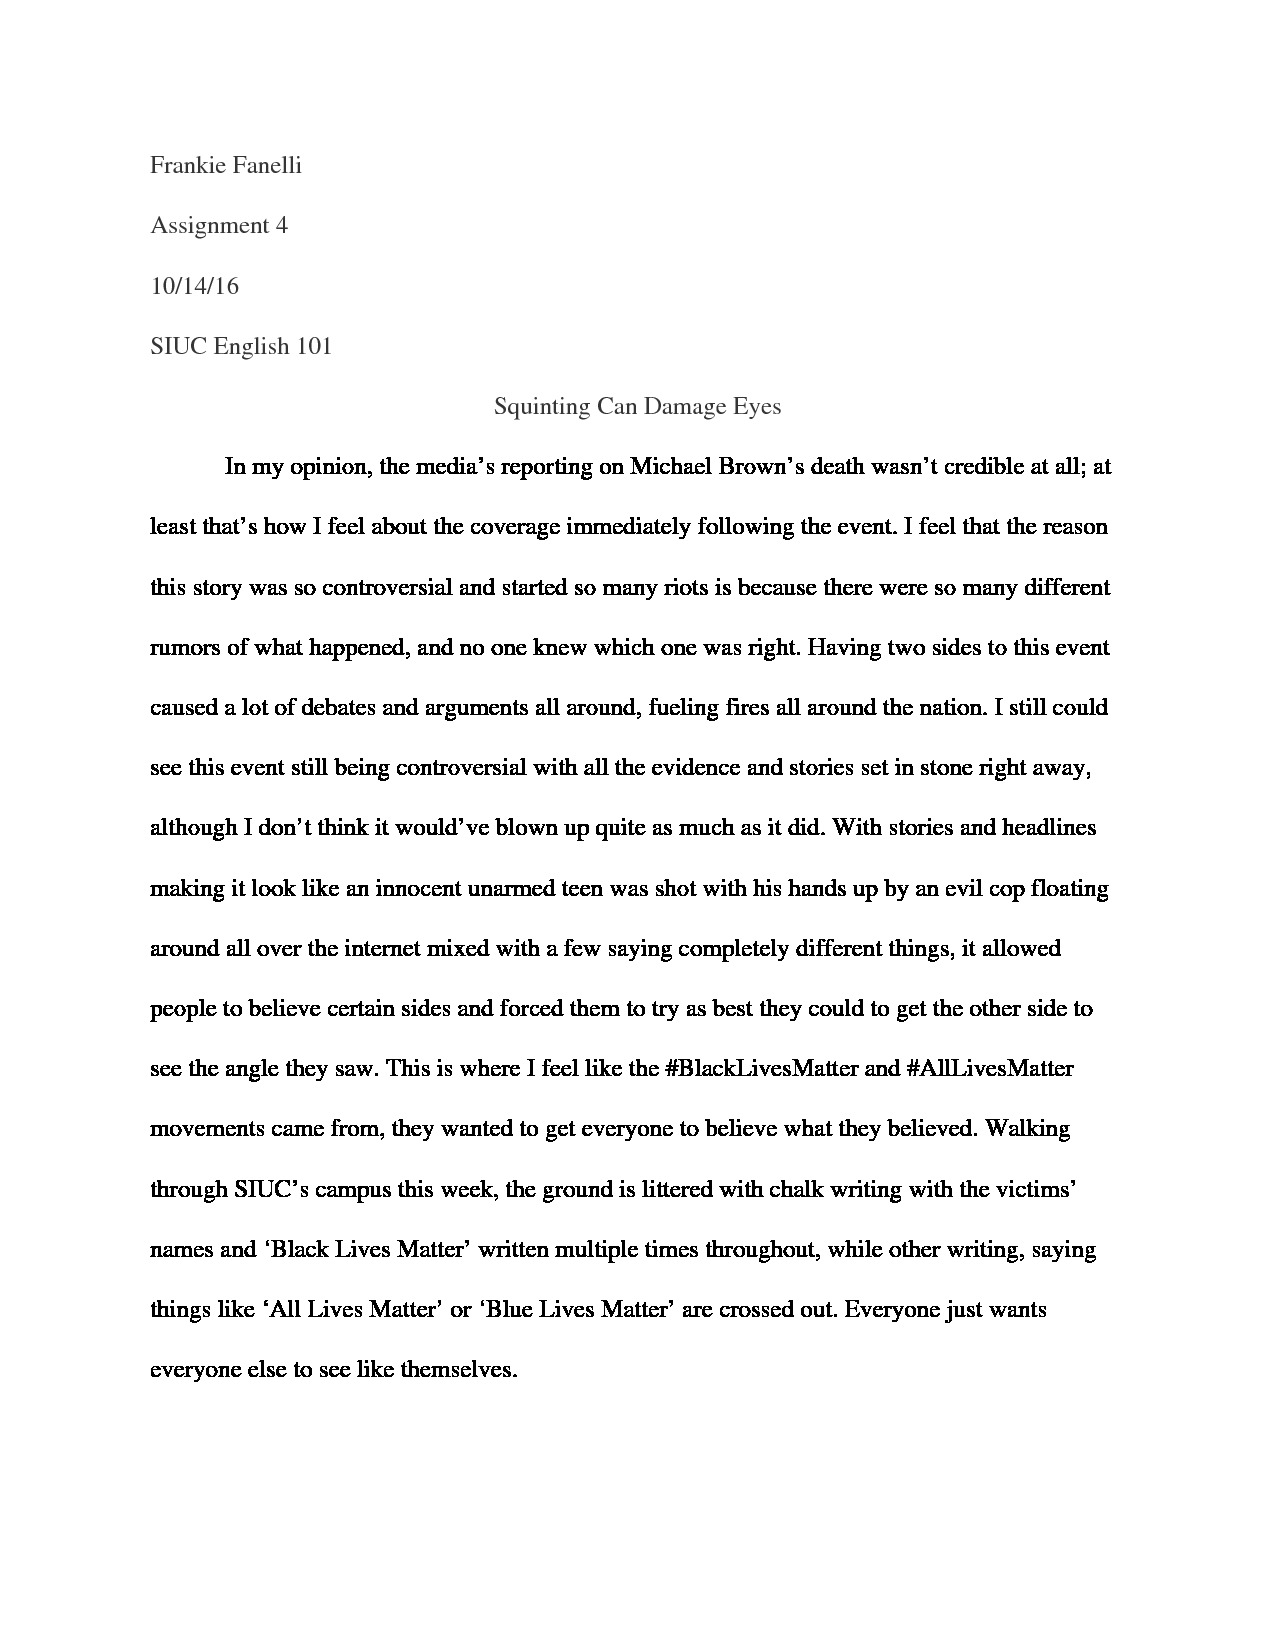 Frankie Fanelli
Assignment 4
10/14/16
SIUC English 101
Squinting Can Damage Eyes
In my opinion, the media’s reporting on Michael Brown’s death wasn’t credible at all; at
least that’s how I feel about the coverage immediately following the event. I feel that the reason
this story was so controversial and started so many riots is because there were so many different
rumors of what happened, and no one knew which one was right. Having two sides to this event
caused a lot of debates and arguments all around, fueling fires all around the nation. I still could
see this event still being controversial with all the evidence and stories set in stone right away,
although I don’t think it would’ve blown up quite as much as it did. With stories and headlines
making it look like an innocent unarmed teen was shot with his hands up by an evil cop floating
around all over the internet mixed with a few saying completely different things, it allowed
people to believe certain sides and forced them to try as best they could to get the other side to
see the angle they saw. This is where I feel like the #BlackLivesMatter and #AllLivesMatter
movements came from, they wanted to get everyone to believe what they believed. Walking
through SIUC’s campus this week, the ground is littered with chalk writing with the victims’
names and ‘Black Lives Matter’ written multiple times throughout, while other writing, saying
things like ‘All Lives Matter’ or ‘Blue Lives Matter’ are crossed out. Everyone just wants
everyone else to see like themselves.